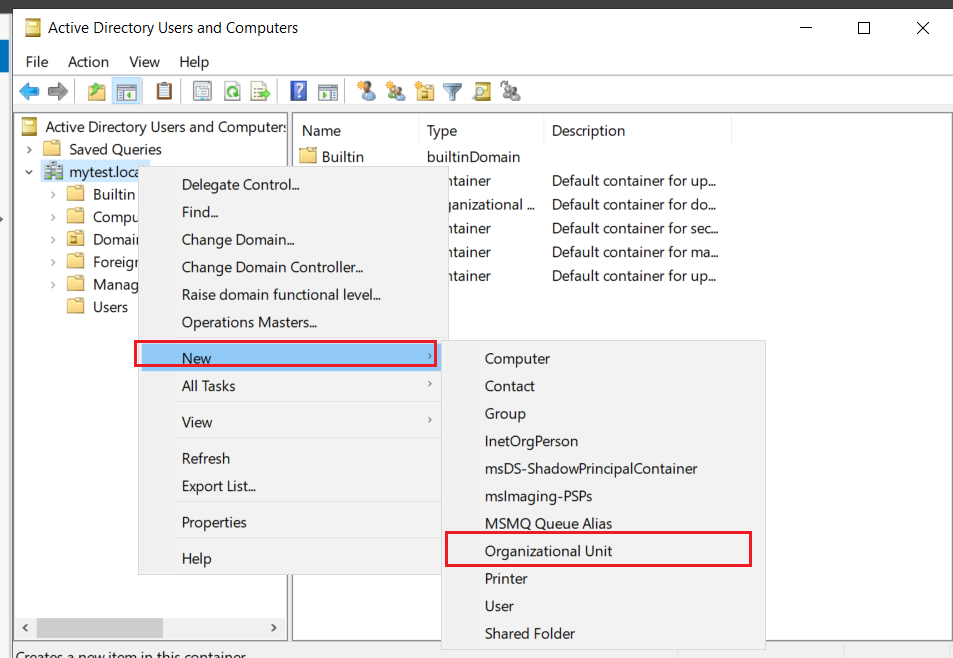 Active Directory Users and Computers
File Action View Help
Active Directory Users and Computers
Saved Queries
mytest.loca
Builtin
Compu
Domai
Foreign
Manag
Users
Name Type Description
Builtin builtinDomain
ntainer Default container for up...
ganizational ... Default container for do...
ntainer Default container for sec...
ntainer Default container for ma...
ntainer Default container for up...
Delegate Control...
Find...
Change Domain...
Change Domain Controller...
Raise domain functional level...
Operations Masters...
New
All Tasks
View
Refresh
Export List...
Properties
Help
Computer
Contact
Group
InetOrgPerson
msDS-ShadowPrincipalContainer
msImaging-PSPs
MSMQ Queue Alias
Organizational Unit
Printer
User
Shared Folder
Creates a new item in this container.